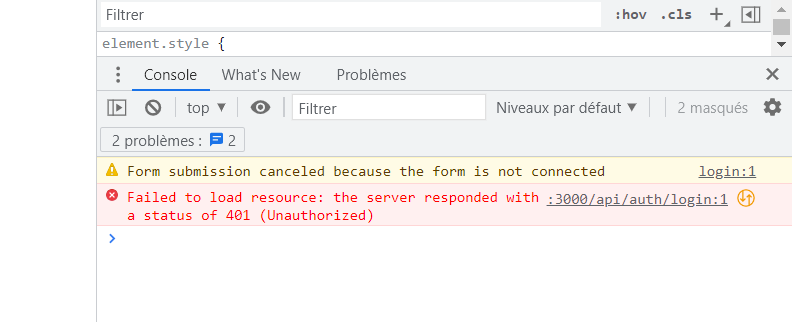 Filtrer :hov .cls
element.style {
Console What's New Problèmes
top Filtrer Niveaux par défaut 2 masqués
2 problèmes : 2
Form submission canceled because the form is not connected login:1
Failed to load resource: the server responded with :3000/api/auth/login:1
a status of 401 (Unauthorized)